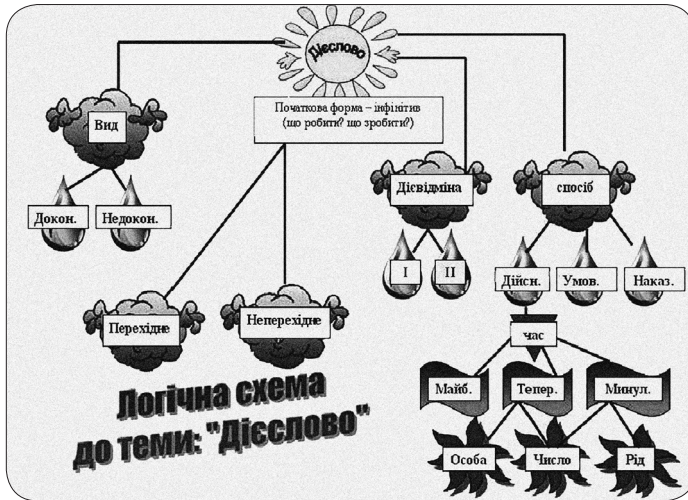 Дієслово
Початкова форма – інфінітив
(що робити? що зробити?)
Вид
Докон.
Недокон.
Дієвідміна
I
II
спосіб
Дійсн.
Умов.
Наказ.
Перехідне
Неперехідне
час
Майб.
Тепер.
Минул.
Особа
Число
Рід
Логічна схема
до теми: "Дієслово"